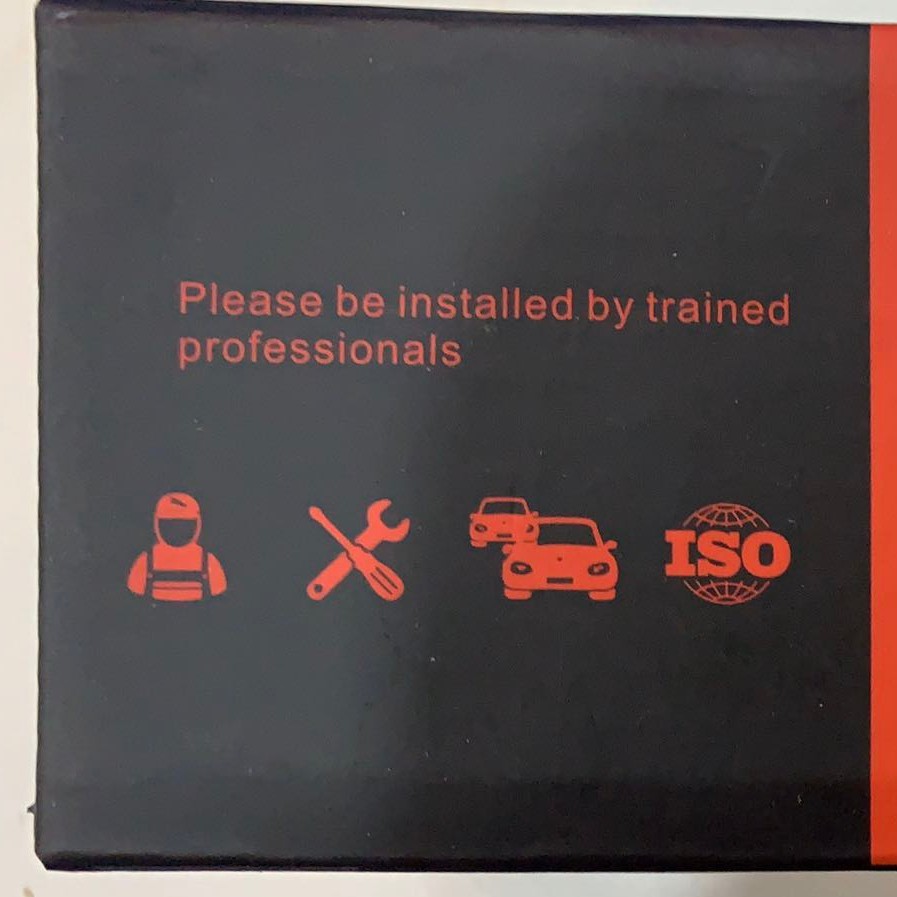 Please be installed by trained
professionals
ISO